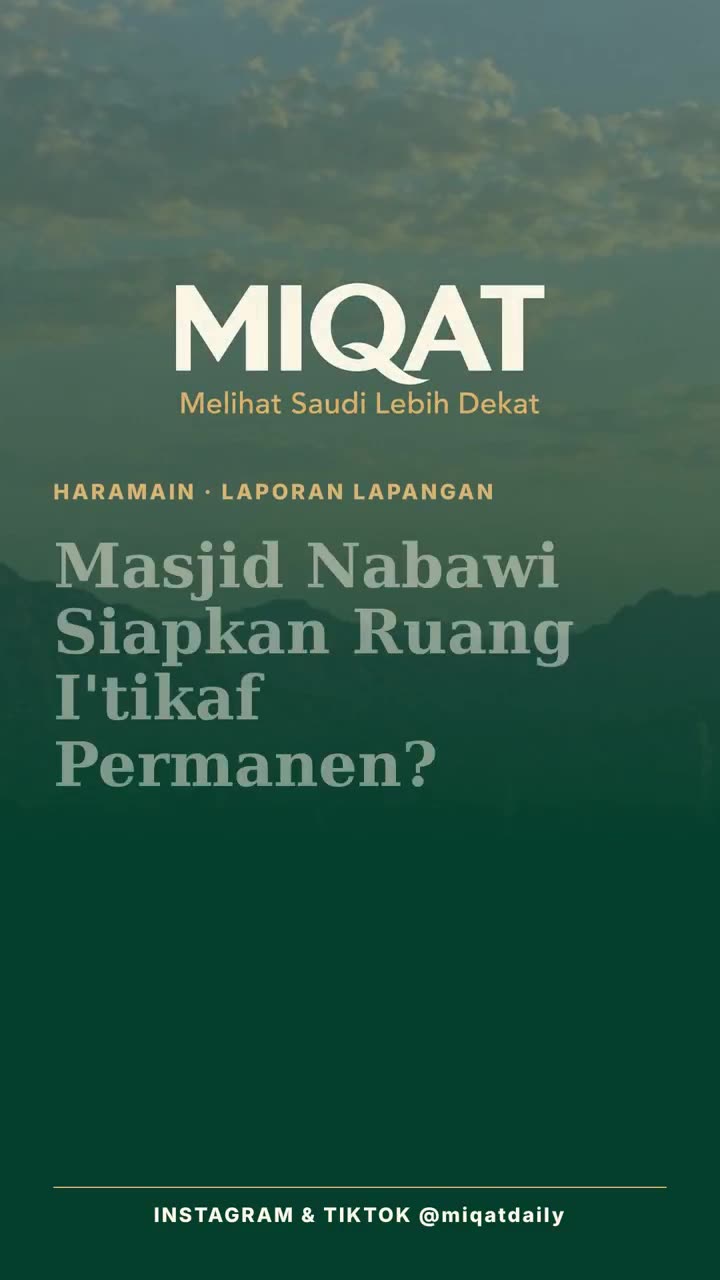 MIQAT
Melihat Saudi Lebih Dekat
HARAMAIN · LAPORAN LAPANGAN
Masjid Nabawi
Siapkan Ruang
I'tikaf
Permanen?
INSTAGRAM & TIKTOK @miqatdaily